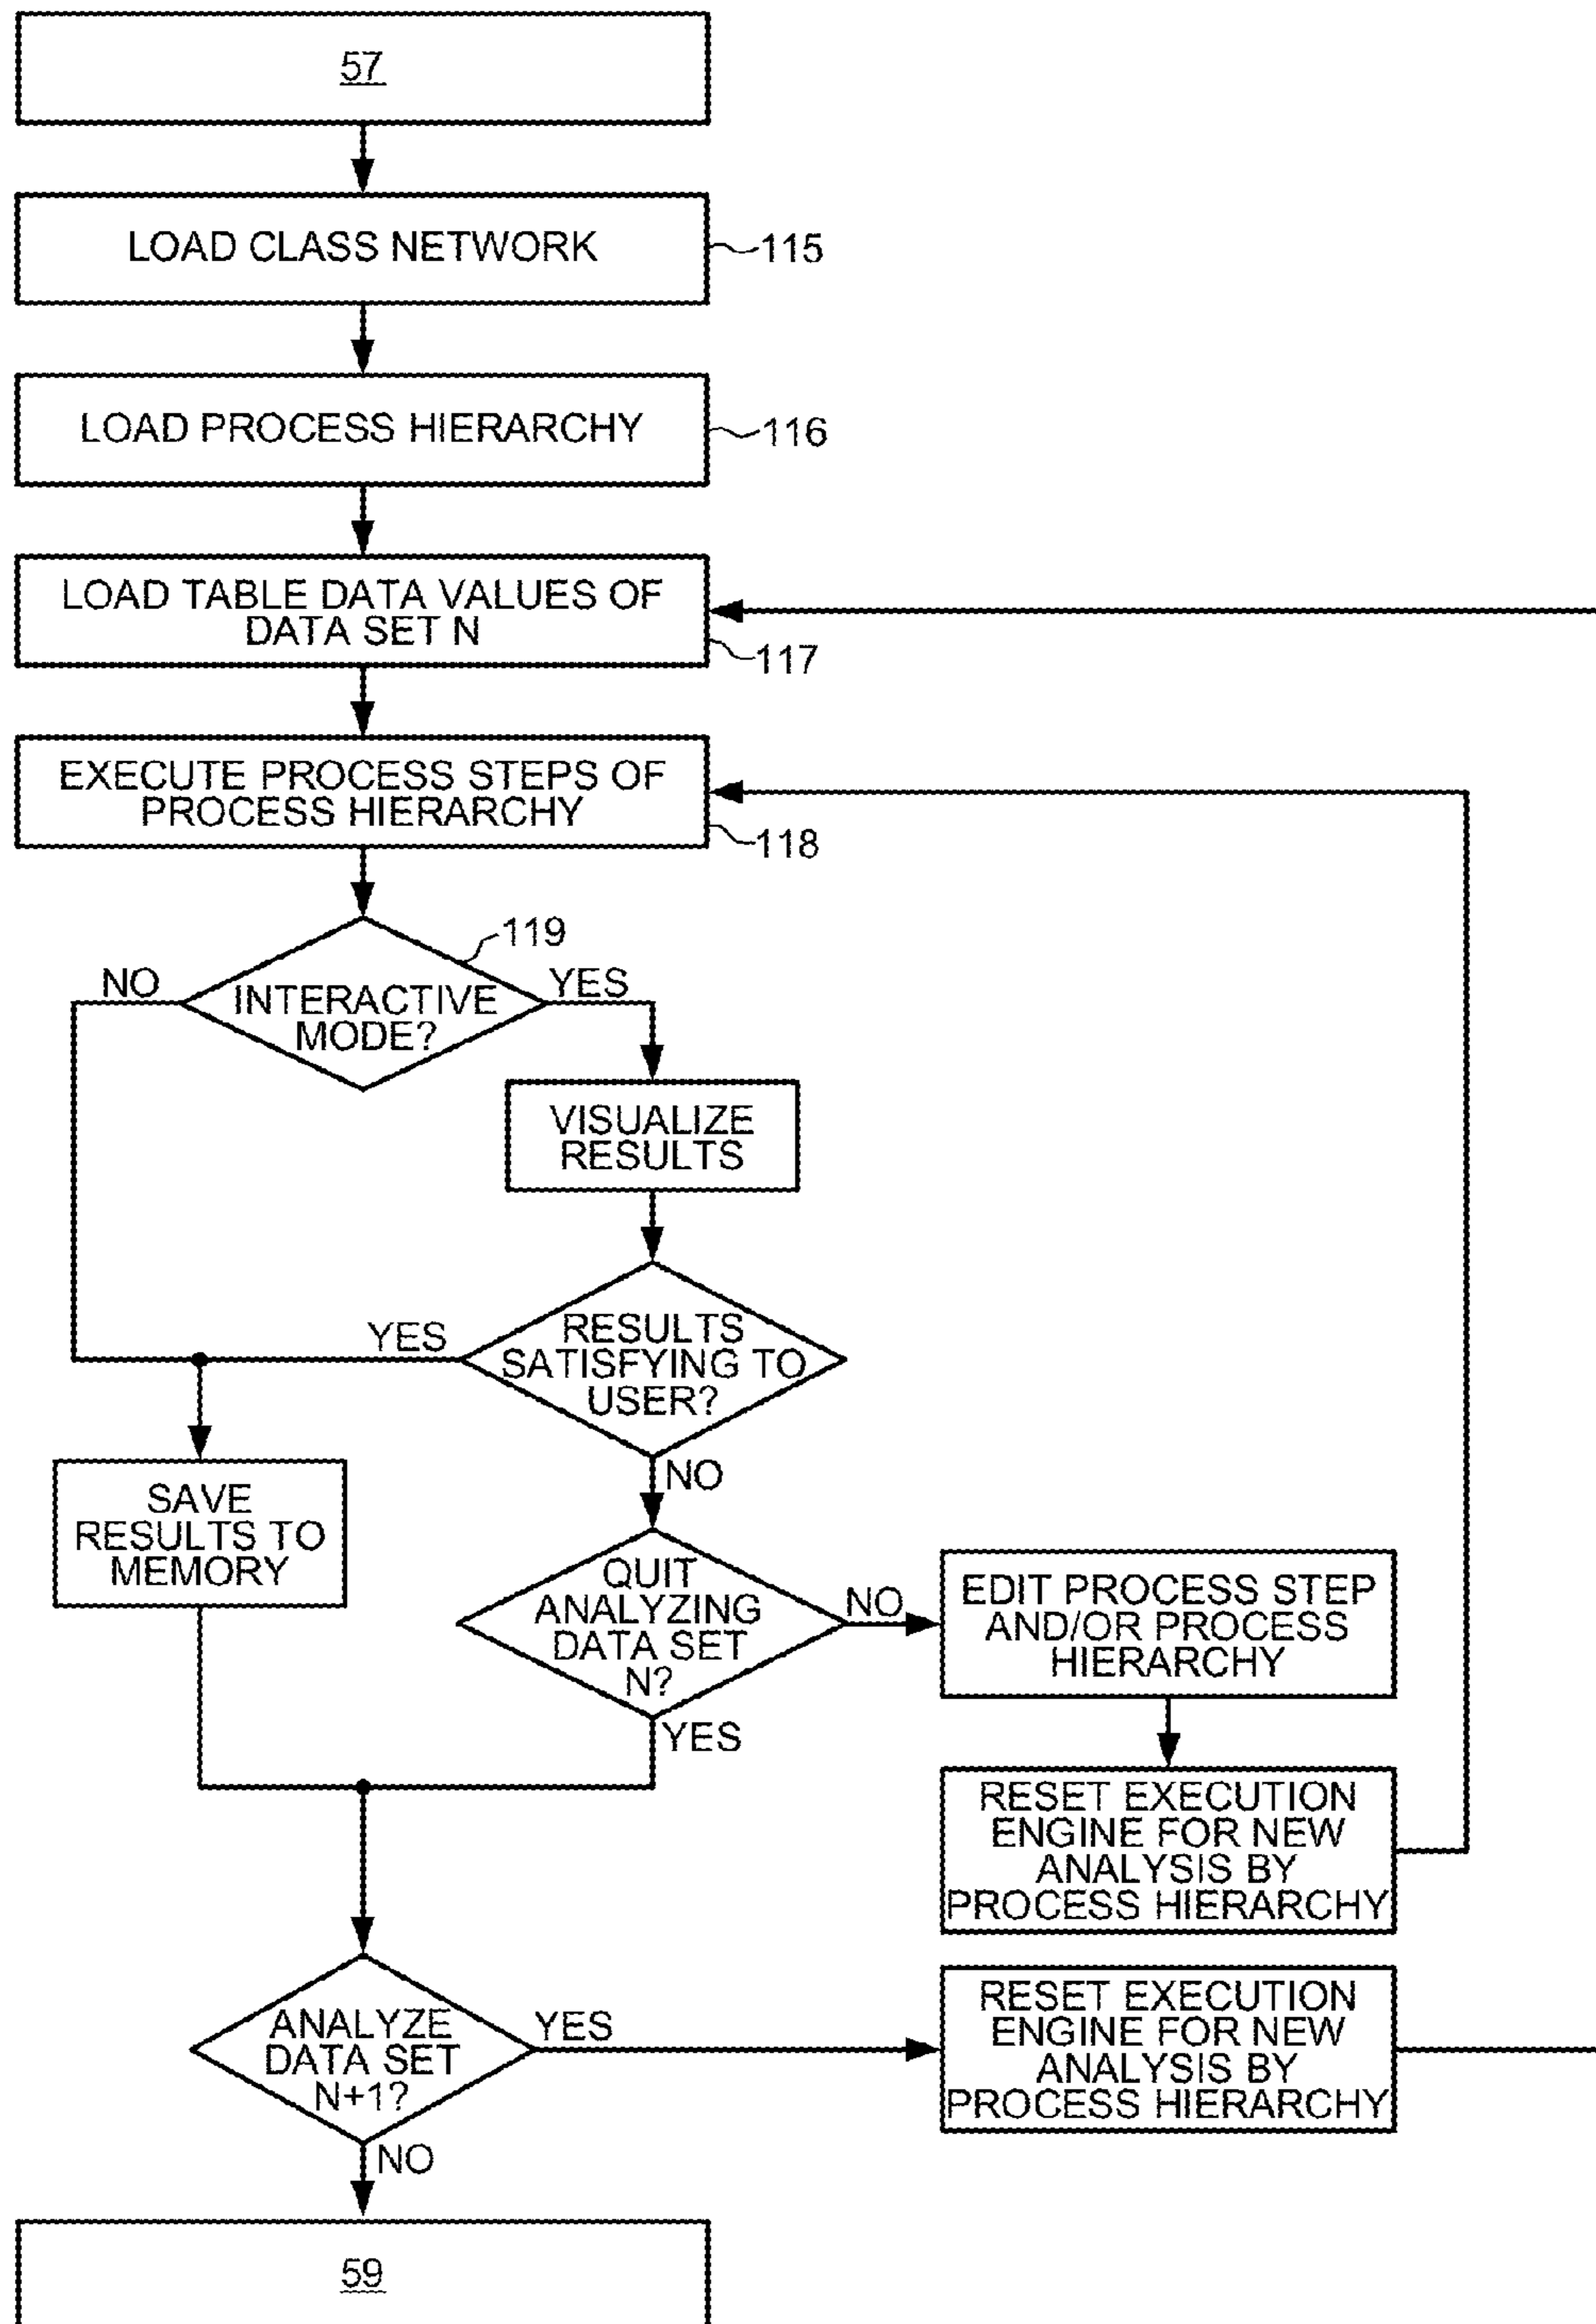 57
LOAD CLASS NETWORK
115
LOAD PROCESS HIERARCHY
116
LOAD TABLE DATA VALUES OF
DATA SET N
117
EXECUTE PROCESS STEPS OF
PROCESS HIERARCHY
118
119
NO
YES
INTERACTIVE
MODE?
VISUALIZE
RESULTS
YES
RESULTS
SATISFYING TO
USER?
NO
SAVE
RESULTS TO
MEMORY
QUIT
ANALYZING
DATA SET
N?
NO
YES
EDIT PROCESS STEP
AND/OR PROCESS
HIERARCHY
RESET EXECUTION
ENGINE FOR NEW
ANALYSIS BY
PROCESS HIERARCHY
ANALYZE
DATA SET
N+1?
YES
NO
RESET EXECUTION
ENGINE FOR NEW
ANALYSIS BY
PROCESS HIERARCHY
59